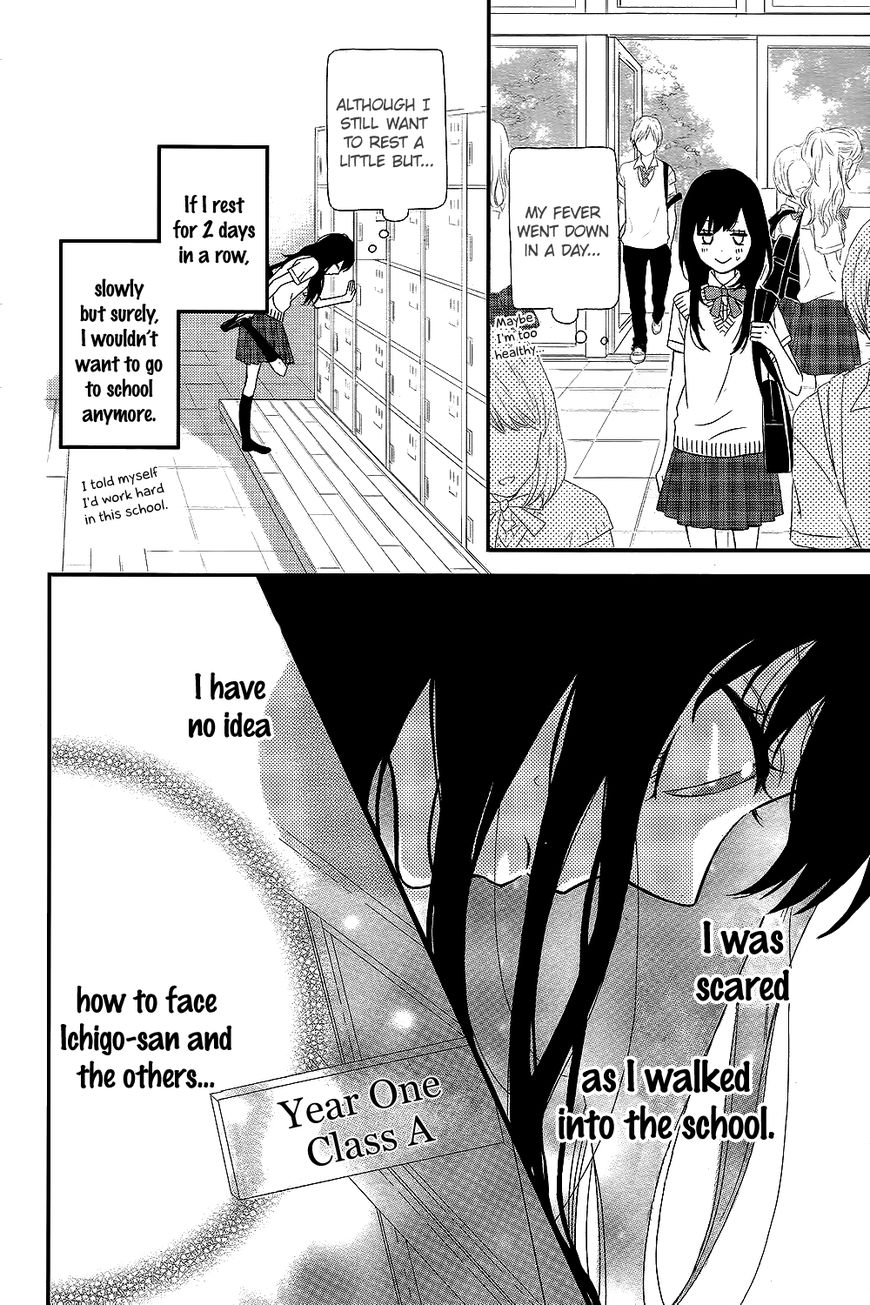 MY FEVER
WENT DOWN
IN A DAY...
Maybe
I'm too
healthy...
ALTHOUGH I
STILL WANT
TO REST A
LITTLE BUT...
If I rest
for 2 days
in a row,
slowly
but surely,
I wouldn't
want to go
to school
anymore.
I told myself
I'd work hard
in this school.
I was
scared
as I walked
into the school.
I have
no idea
how to face
Ichigo-san and
the others...
Year One
Class A